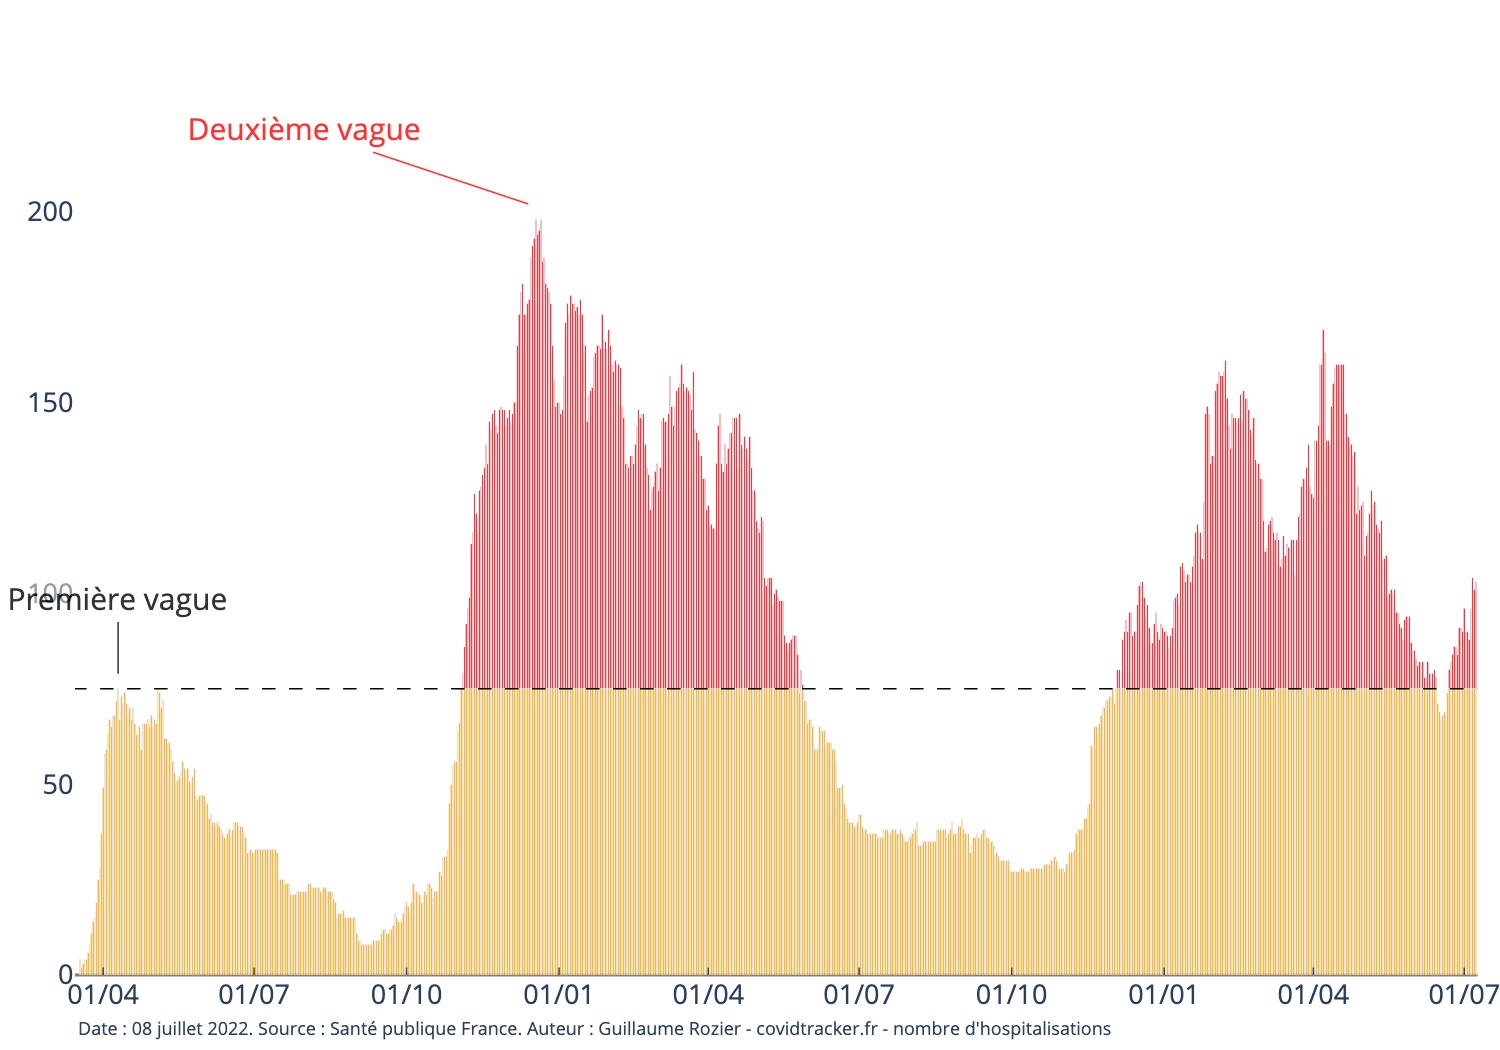 Deuxième vague
200
150
100
Première vague
50
0
01/04 01/07 01/10 01/01 01/04 01/07 01/10 01/01 01/04 01/07
Date : 08 juillet 2022. Source : Santé publique France. Auteur : Guillaume Rozier - covidtracker.fr - nombre d'hospitalisations